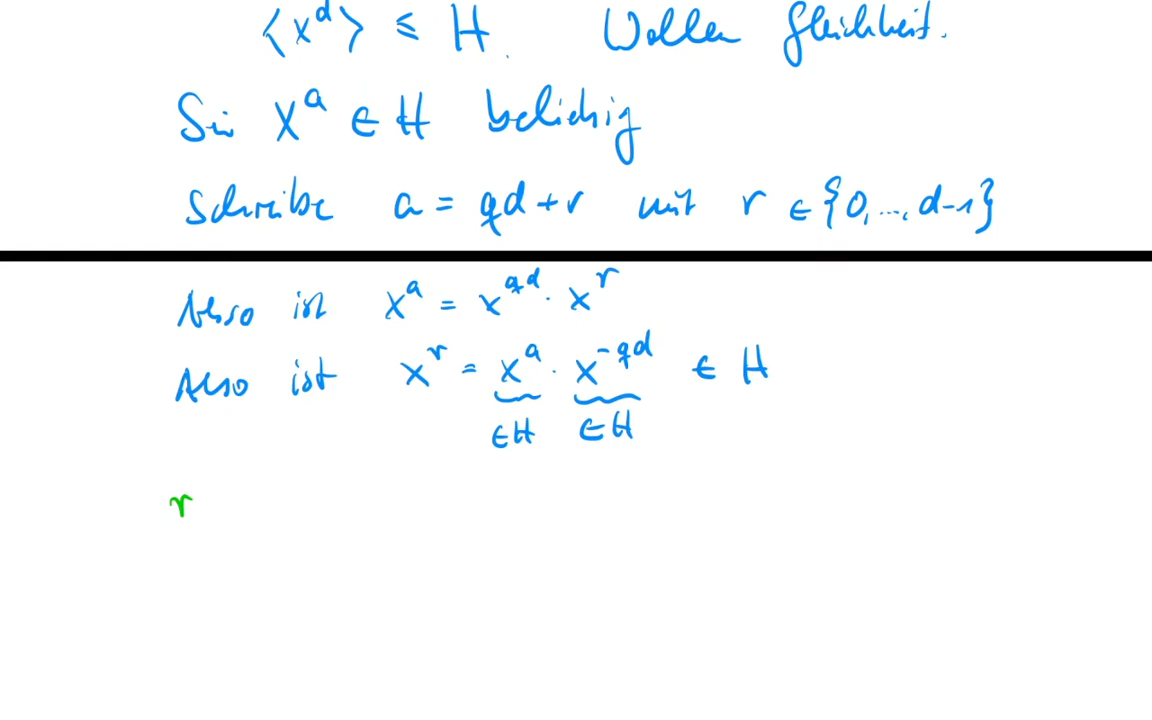 ⟨x^d⟩ ≤ H. Wollen Gleichheit.
Sei x^a ∈ H beliebig
Schreibe a = qd + r mit r ∈ {0, ..., d-1}
Also ist x^a = x^{qd} · x^r
Also ist x^r = x^a · x^{-qd} ∈ H
∈H ∈H
r